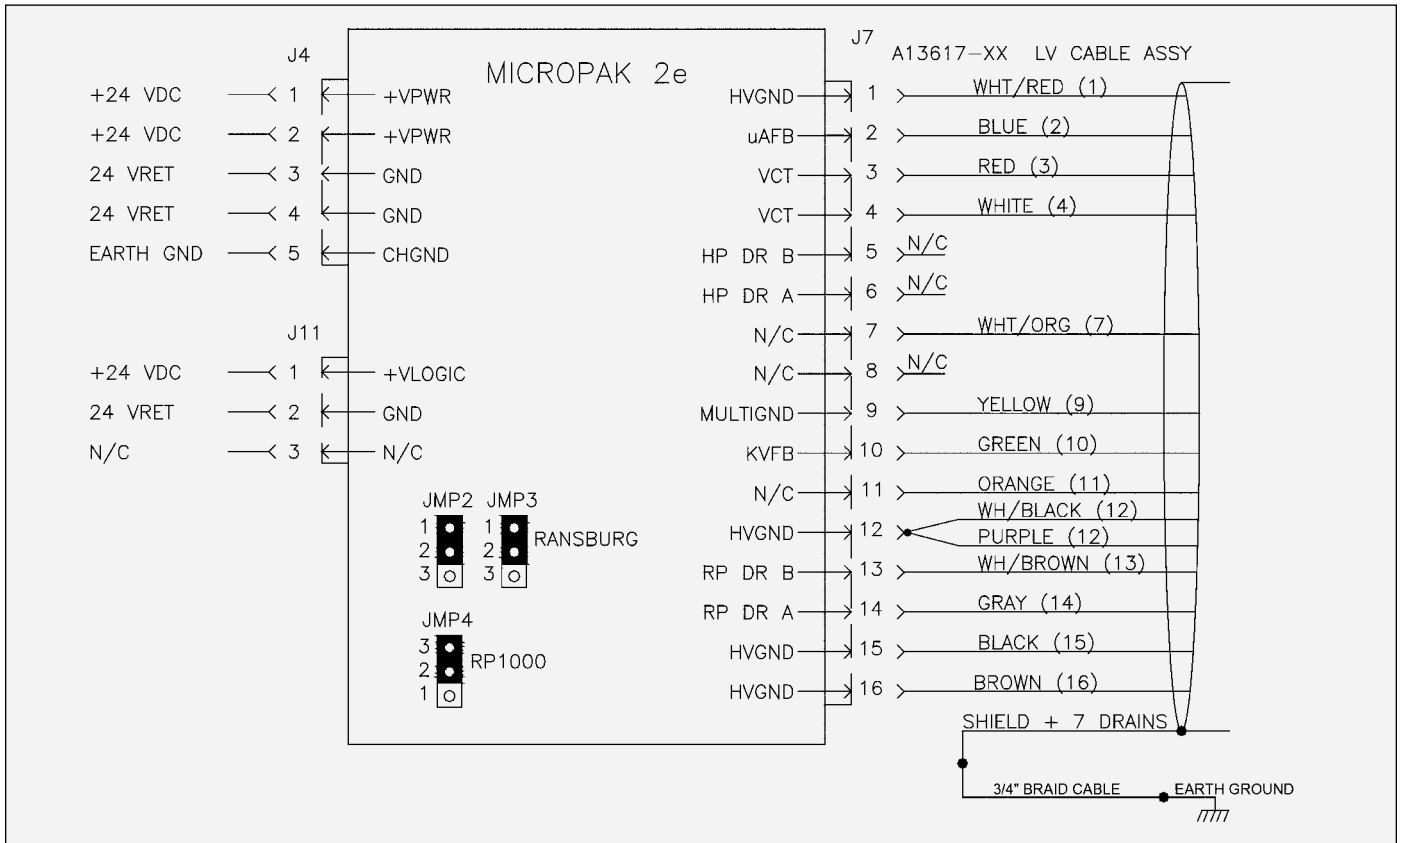 MICROPAK 2e
J4
+24 VDC 1 +VPWR
+24 VDC 2 +VPWR
24 VRET 3 GND
24 VRET 4 GND
EARTH GND 5 CHGND
J11
+24 VDC 1 +VLOGIC
24 VRET 2 GND
N/C 3 N/C
JMP2 JMP3
1 1
2 2 RANSBURG
3 3
JMP4
3
2 RP1000
1
J7 A13617-XX LV CABLE ASSY
HVGND 1 WHT/RED (1)
uAFB 2 BLUE (2)
VCT 3 RED (3)
VCT 4 WHITE (4)
HP DR B 5 N/C
HP DR A 6 N/C
N/C 7 WHT/ORG (7)
N/C 8 N/C
MULTIGND 9 YELLOW (9)
KVFB 10 GREEN (10)
N/C 11 ORANGE (11)
WH/BLACK (12)
HVGND 12
PURPLE (12)
RP DR B 13 WH/BROWN (13)
RP DR A 14 GRAY (14)
HVGND 15 BLACK (15)
HVGND 16 BROWN (16)
SHIELD + 7 DRAINS
3/4" BRAID CABLE EARTH GROUND